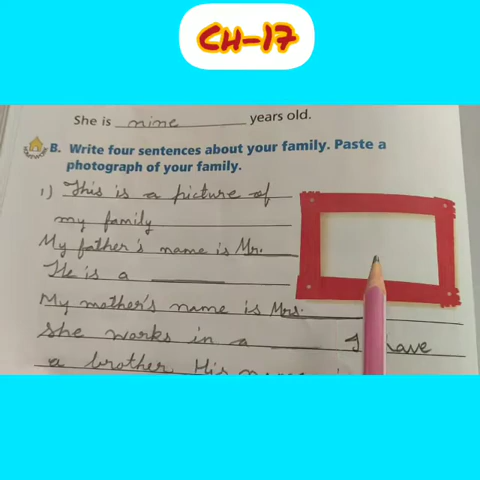 CH-17
She is nine years old.
B. Write four sentences about your family. Paste a
photograph of your family.
1) This is a picture of
my family
My father's name is Mr.
He is a
My mother's name is Mrs.
She works in a I have
a brother His name